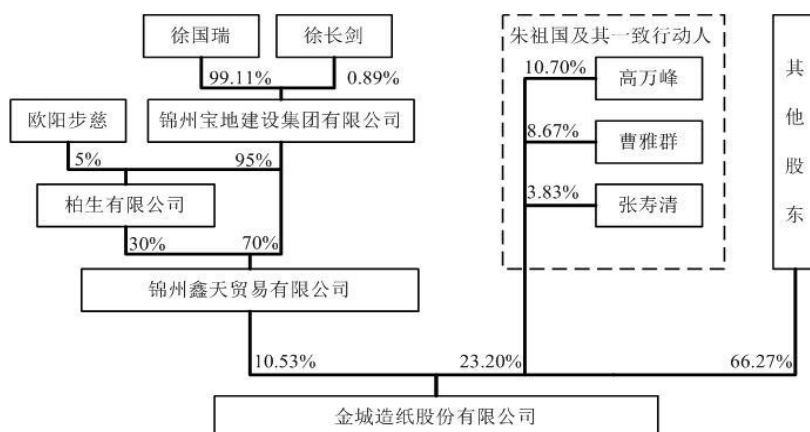 徐国瑞
徐长剑
朱祖国及其一致行动人
99.11%
0.89%
10.70%
高万峰
其他股东
欧阳步慈
锦州宝地建设集团有限公司
8.67%
曹雅群
5%
95%
柏生有限公司
3.83%
张寿清
30%
70%
锦州鑫天贸易有限公司
10.53%
23.20%
66.27%
金城造纸股份有限公司